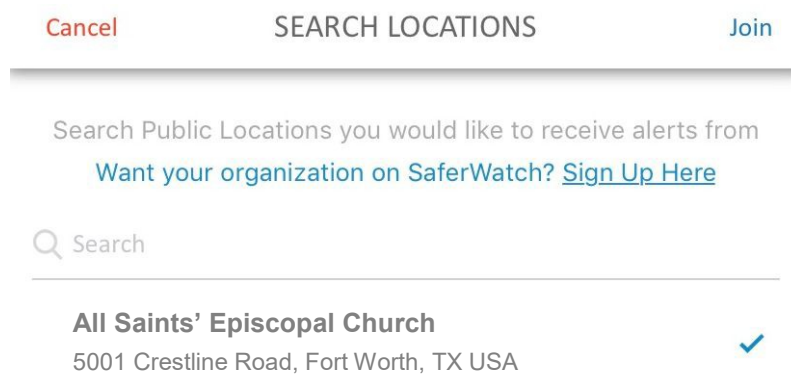 Cancel SEARCH LOCATIONS Join
Search Public Locations you would like to receive alerts from
Want your organization on SaferWatch? Sign Up Here
Search
All Saints’ Episcopal Church
5001 Crestline Road, Fort Worth, TX USA